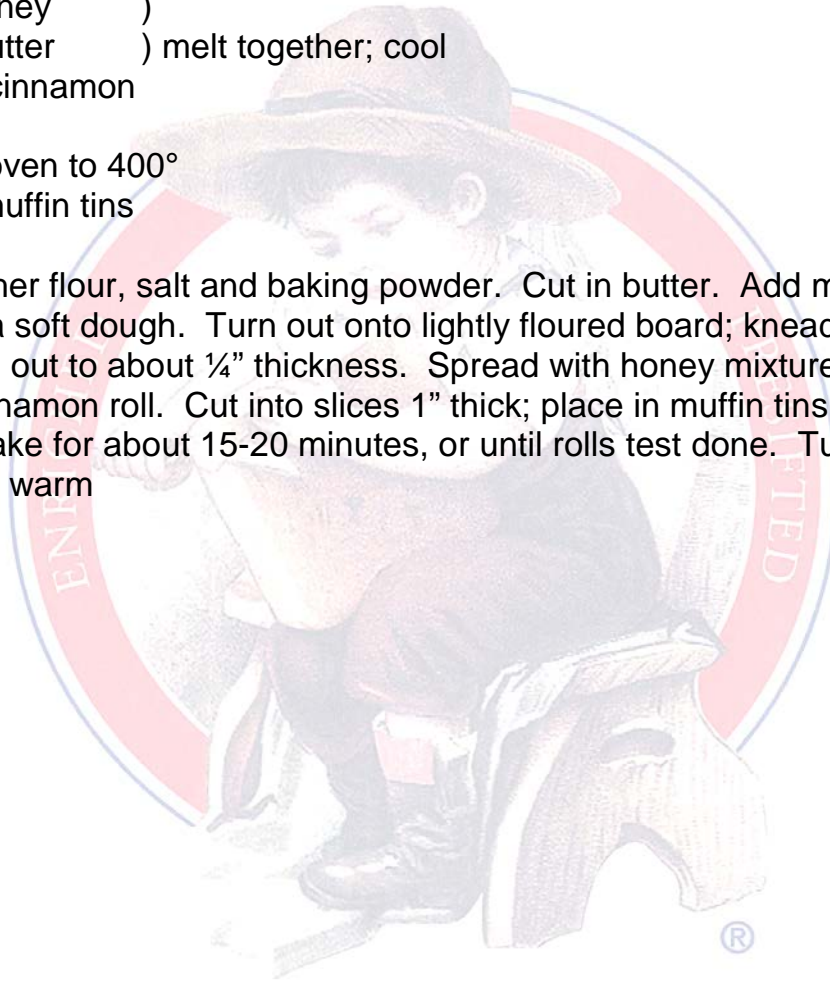 ney )
utter ) melt together; cool
cinnamon
oven to 400°
muffin tins
her flour, salt and baking powder. Cut in butter. Add m
a soft dough. Turn out onto lightly floured board; knead
out to about ¼” thickness. Spread with honey mixture
namon roll. Cut into slices 1” thick; place in muffin tins
ake for about 15-20 minutes, or until rolls test done. Tu
warm
ENRICHED
SIFTED
®